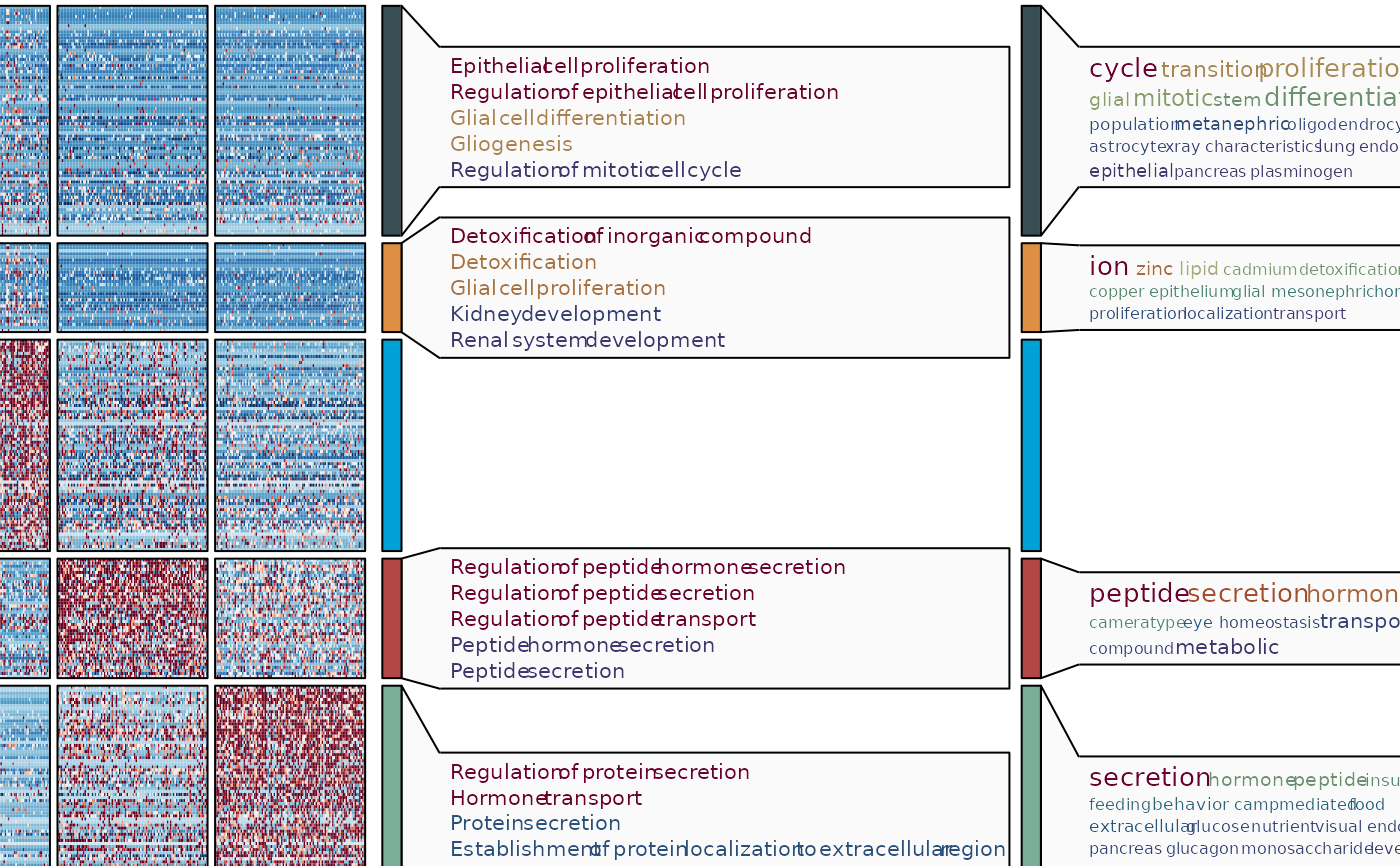 Epithelial cell proliferation
Regulation of epithelial cell proliferation
Glial cell differentiation
Gliogenesis
Regulation of mitotic cell cycle
Detoxification of inorganic compound
Detoxification
Glial cell proliferation
Kidney development
Renal system development
Regulation of peptide hormone secretion
Regulation of peptide secretion
Regulation of peptide transport
Peptide hormone secretion
Peptide secretion
Regulation of protein secretion
Hormone transport
Protein secretion
Establishment of protein localization to extracellular region
cycle transition proliferatio
glial mitotic stem differentiat
population metanephric oligodendrocy
astrocyte xray characteristics lung endo
epithelial pancreas plasminogen
ion zinc lipid cadmium detoxification
copper epithelium glial mesonephric hor
proliferation localization transport
peptide secretion hormon
cameratype eye homeostasis transpo
compound metabolic
secretion hormone peptide insu
feeding behavior campmediated food
extracellular glucose nutrient visual endo
pancreas glucagon monosaccharide leve